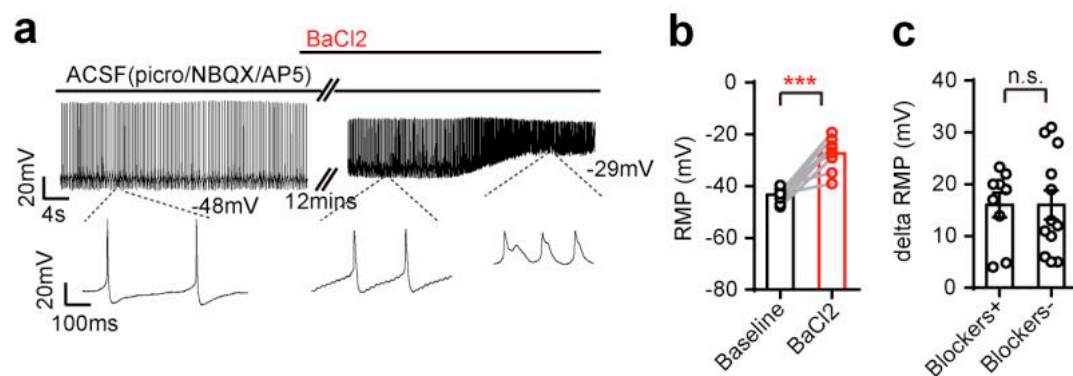 a
BaCl2
ACSF(picro/NBQX/AP5)
20mV
4s
-48mV
12mins
-29mV
20mV
100ms
b
RMP (mV)
0
-20
-40
-60
-80
***
Baseline
BaCl2
c
delta RMP (mV)
40
30
20
10
0
n.s.
Blockers+
Blockers-